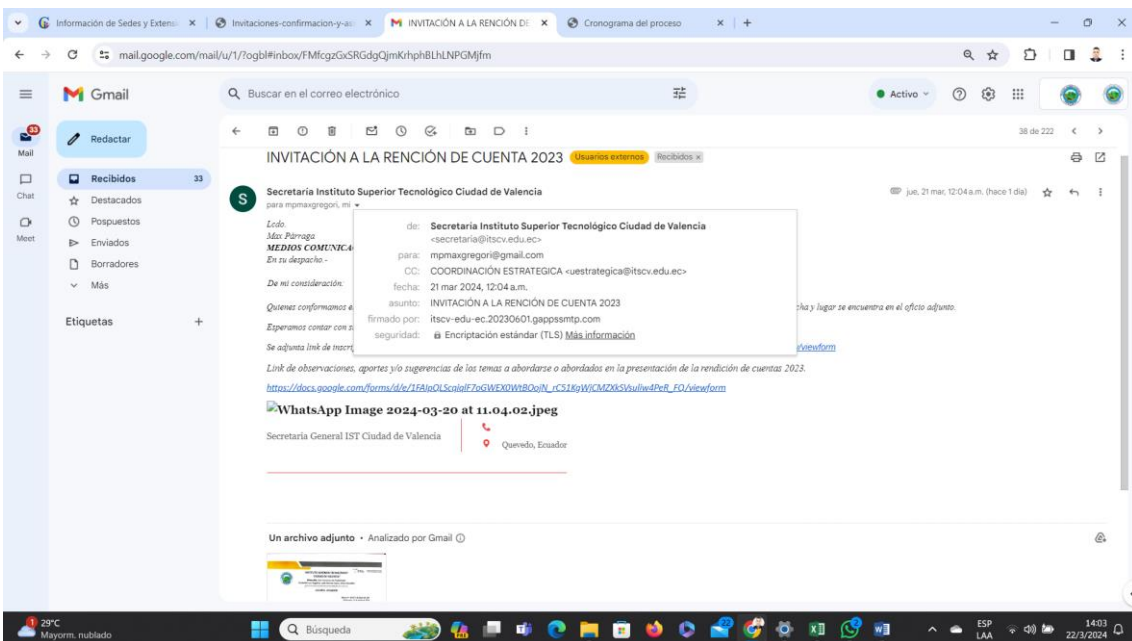 Información de Sedes y Extensi
Invitaciones-confirmacion-y-as
INVITACIÓN A LA RENCIÓN DE
Cronograma del proceso
mail.google.com/mail/u/1/?ogbl#inbox/FMfcgzGxSRGdgQjmKrhphBLhLNPGMjfm
Gmail
Buscar en el correo electrónico
Activo
33
Mail
Chat
Meet
Redactar
Recibidos 33
Destacados
Pospuestos
Enviados
Borradores
Más
Etiquetas +
38 de 222
INVITACIÓN A LA RENCIÓN DE CUENTA 2023 Usuarios externos Recibidos x
S
Secretaría Instituto Superior Tecnológico Ciudad de Valencia
jue, 21 mar, 12:04 a.m. (hace 1 día)
para mpmaxgregori, mi
Lcdo.
Max Párraga
MEDIOS COMUNICA
En su despacho.-
De mi consideración:
Quienes conformamos e
cha y lugar se encuentra en el oficio adjunto.
Esperamos contar con s
Se adjunta link de inscri
/viewform
de: Secretaría Instituto Superior Tecnológico Ciudad de Valencia
<secretaria@itscv.edu.ec>
para: mpmaxgregori@gmail.com
CC: COORDINACIÓN ESTRATEGICA <uestrategica@itscv.edu.ec>
fecha: 21 mar 2024, 12:04 a.m.
asunto: INVITACIÓN A LA RENCIÓN DE CUENTA 2023
firmado por: itscv-edu-ec.20230601.gappssmtp.com
seguridad: Encriptación estándar (TLS) Más información
Link de observaciones, aportes y/o sugerencias de los temas a abordarse o abordados en la presentación de la rendición de cuentas 2023.
https://docs.google.com/forms/d/e/1FAIpQLScqiqlF7oGWEX0WtBOojN_rC51KgWjCMZXkSVsuliw4PeR_FQ/viewform
WhatsApp Image 2024-03-20 at 11.04.02.jpeg
Secretaria General IST Ciudad de Valencia
Quevedo, Ecuador
Un archivo adjunto • Analizado por Gmail
1
29°C
Mayorm. nublado
Búsqueda
ESP
LAA
14:03
22/3/2024